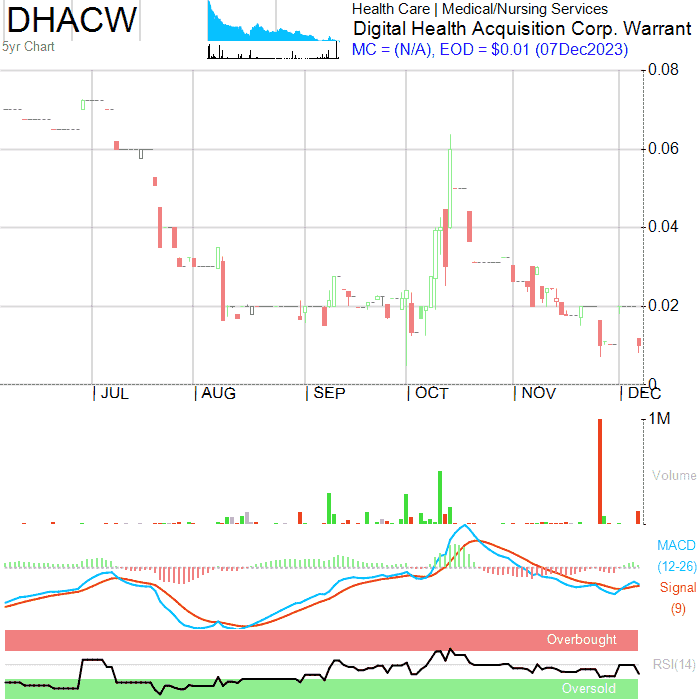 DHACW
5yr Chart
Health Care | Medical/Nursing Services
Digital Health Acquisition Corp. Warrant
MC = (N/A), EOD = $0.01 (07Dec2023)
0.08
0.06
0.04
0.02
0
JUL AUG SEP OCT NOV DEC
1M
Volume
MACD
(12-26)
Signal
(9)
Overbought
RSI(14)
Oversold